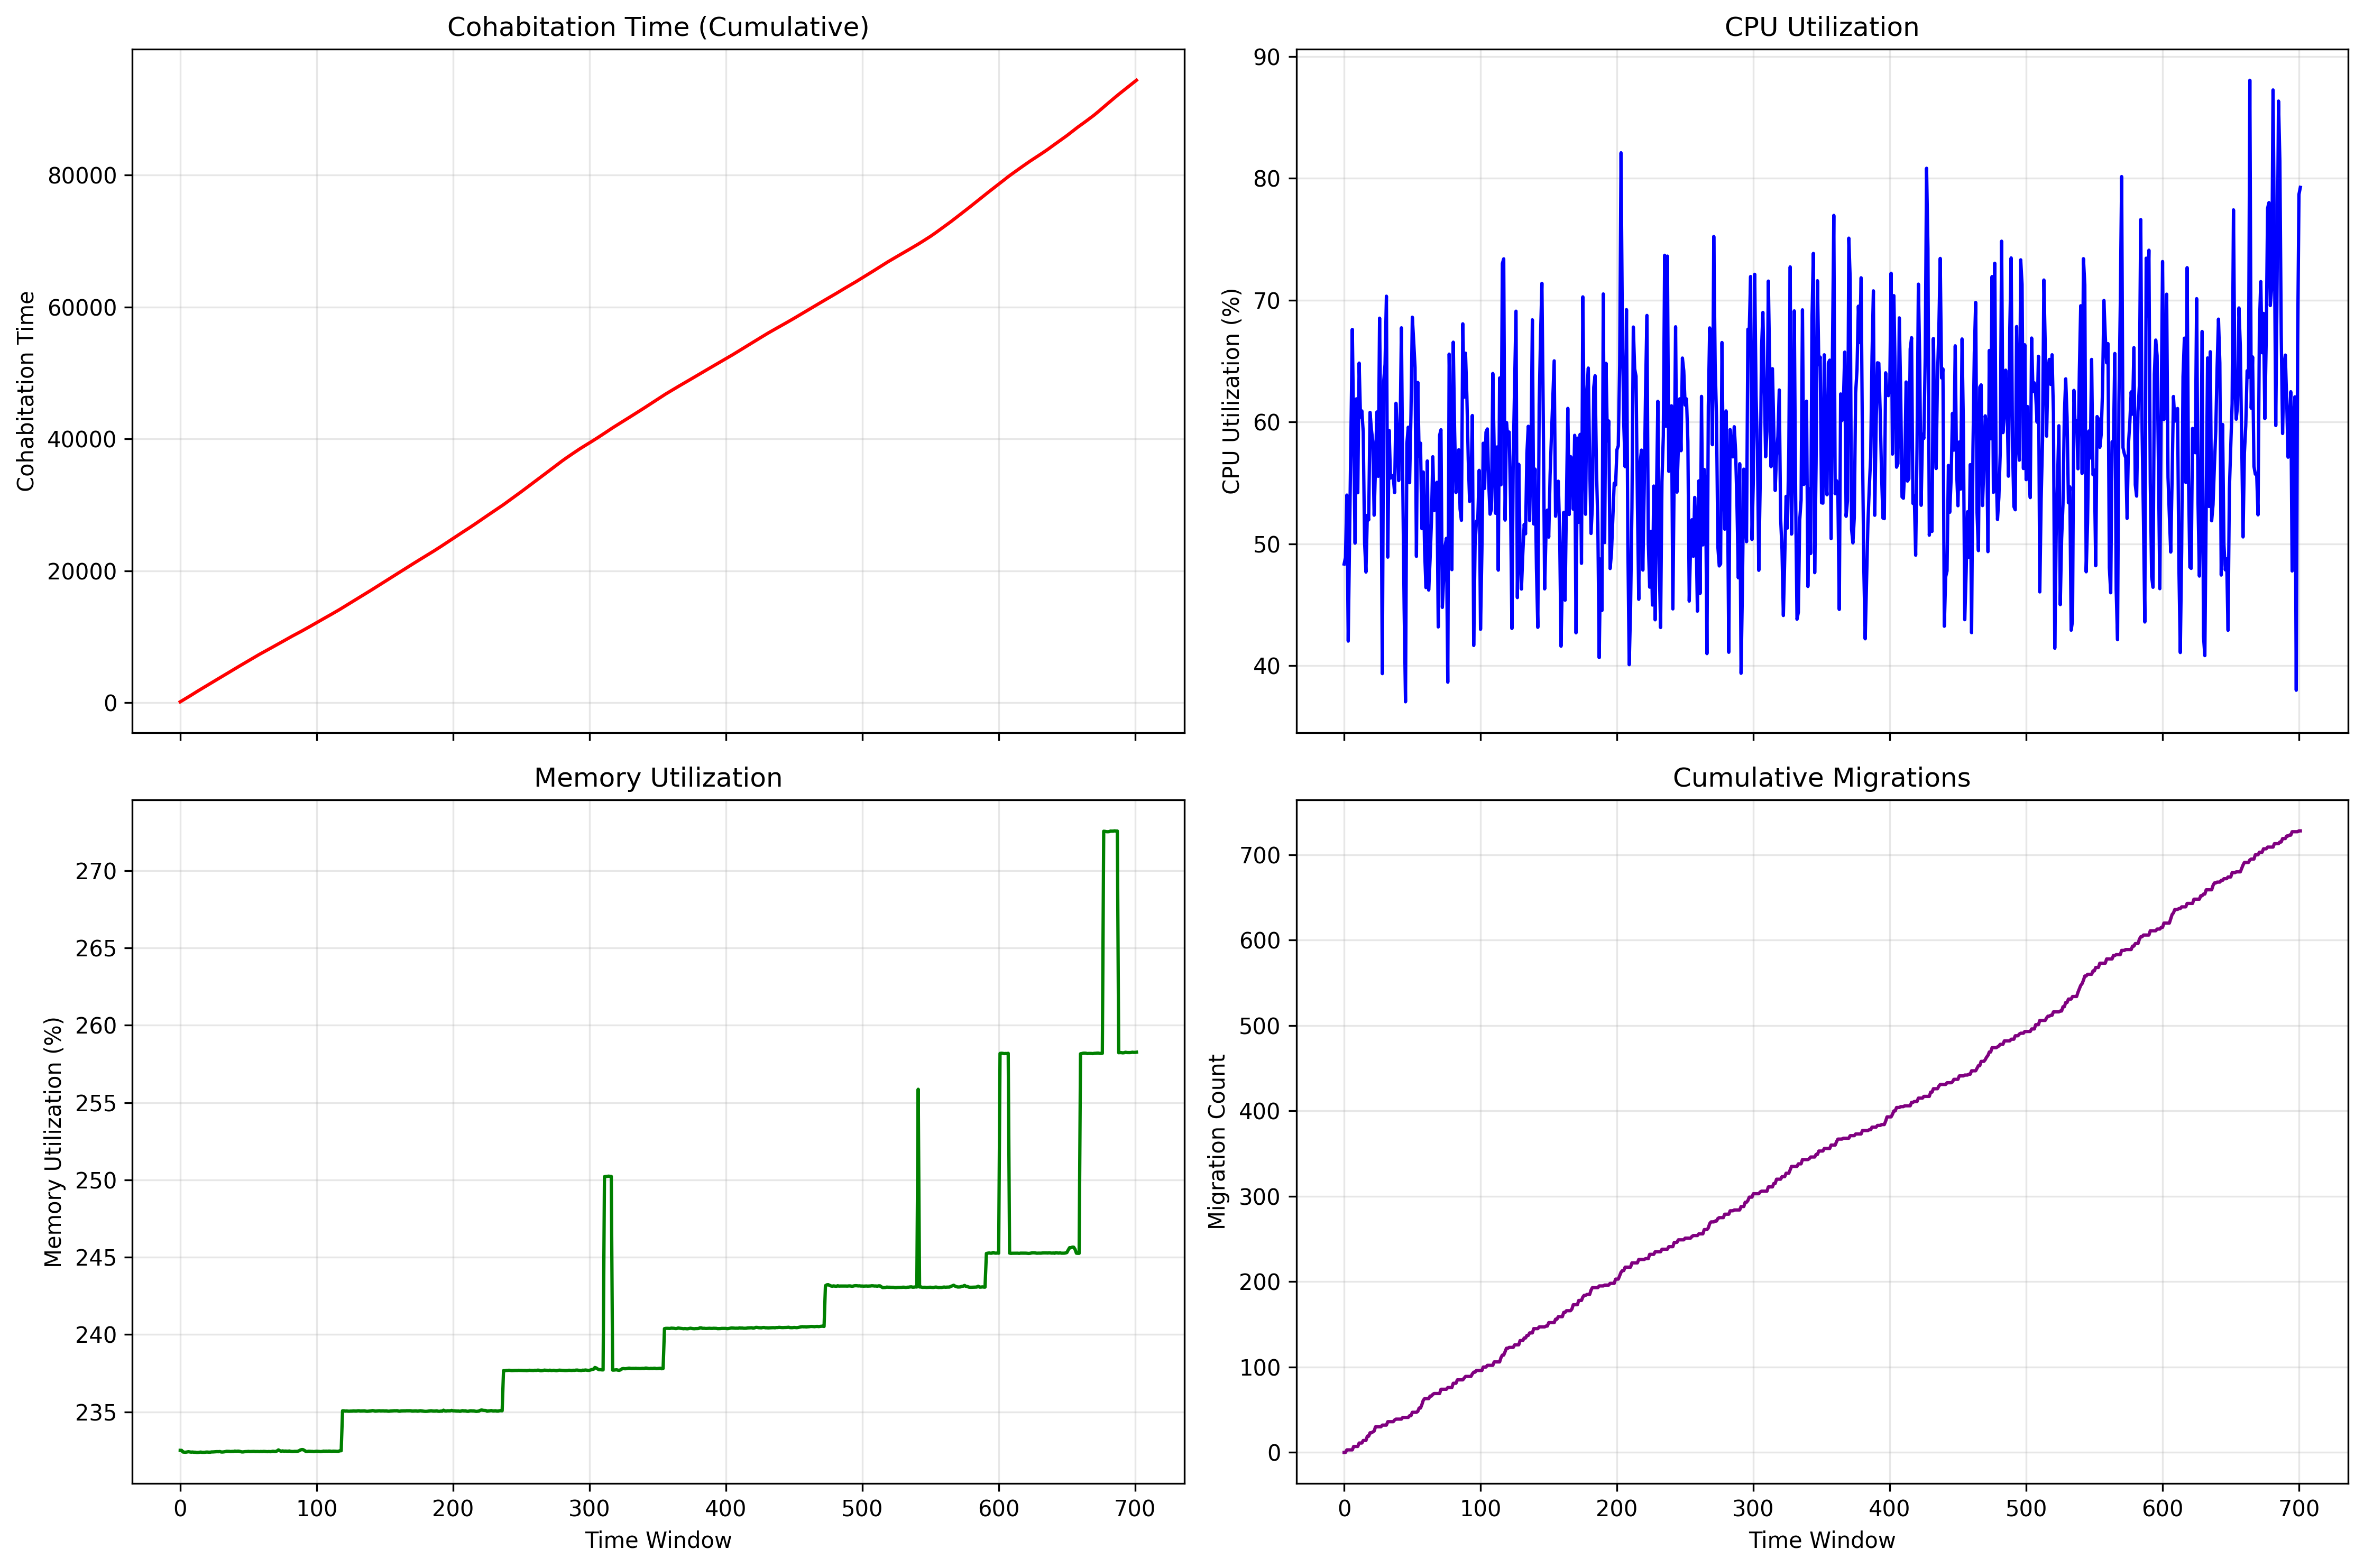 Cohabitation Time (Cumulative)
Cohabitation Time
80000
60000
40000
20000
0
CPU Utilization
CPU Utilization (%)
90
80
70
60
50
40
Memory Utilization
Memory Utilization (%)
270
265
260
255
250
245
240
235
0 100 200 300 400 500 600 700
Time Window
Cumulative Migrations
Migration Count
700
600
500
400
300
200
100
0
0 100 200 300 400 500 600 700
Time Window